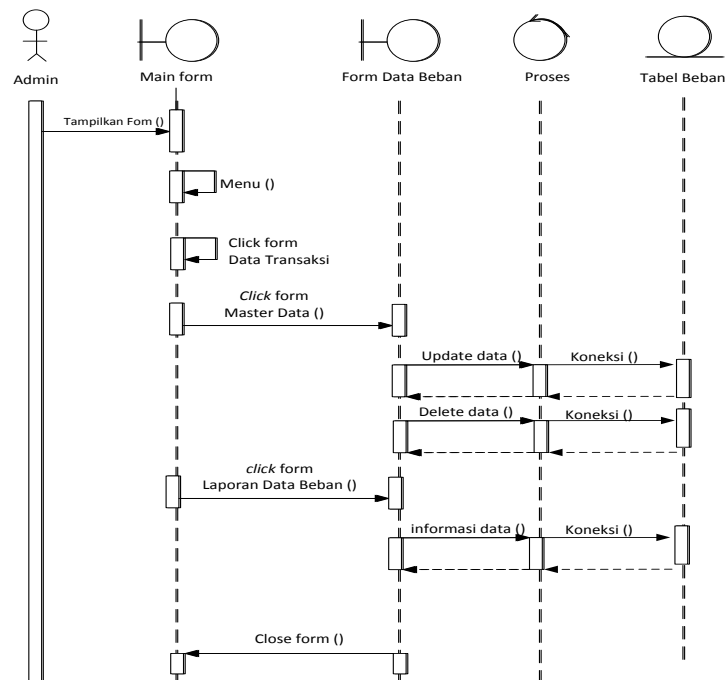 Admin
Main form
Form Data Beban
Proses
Tabel Beban
Tampilkan Fom ()
Menu ()
Click form
Data Transaksi
Click form
Master Data ()
Update data ()
Koneksi ()
Delete data ()
Koneksi ()
click form
Laporan Data Beban ()
informasi data ()
Koneksi ()
Close form ()